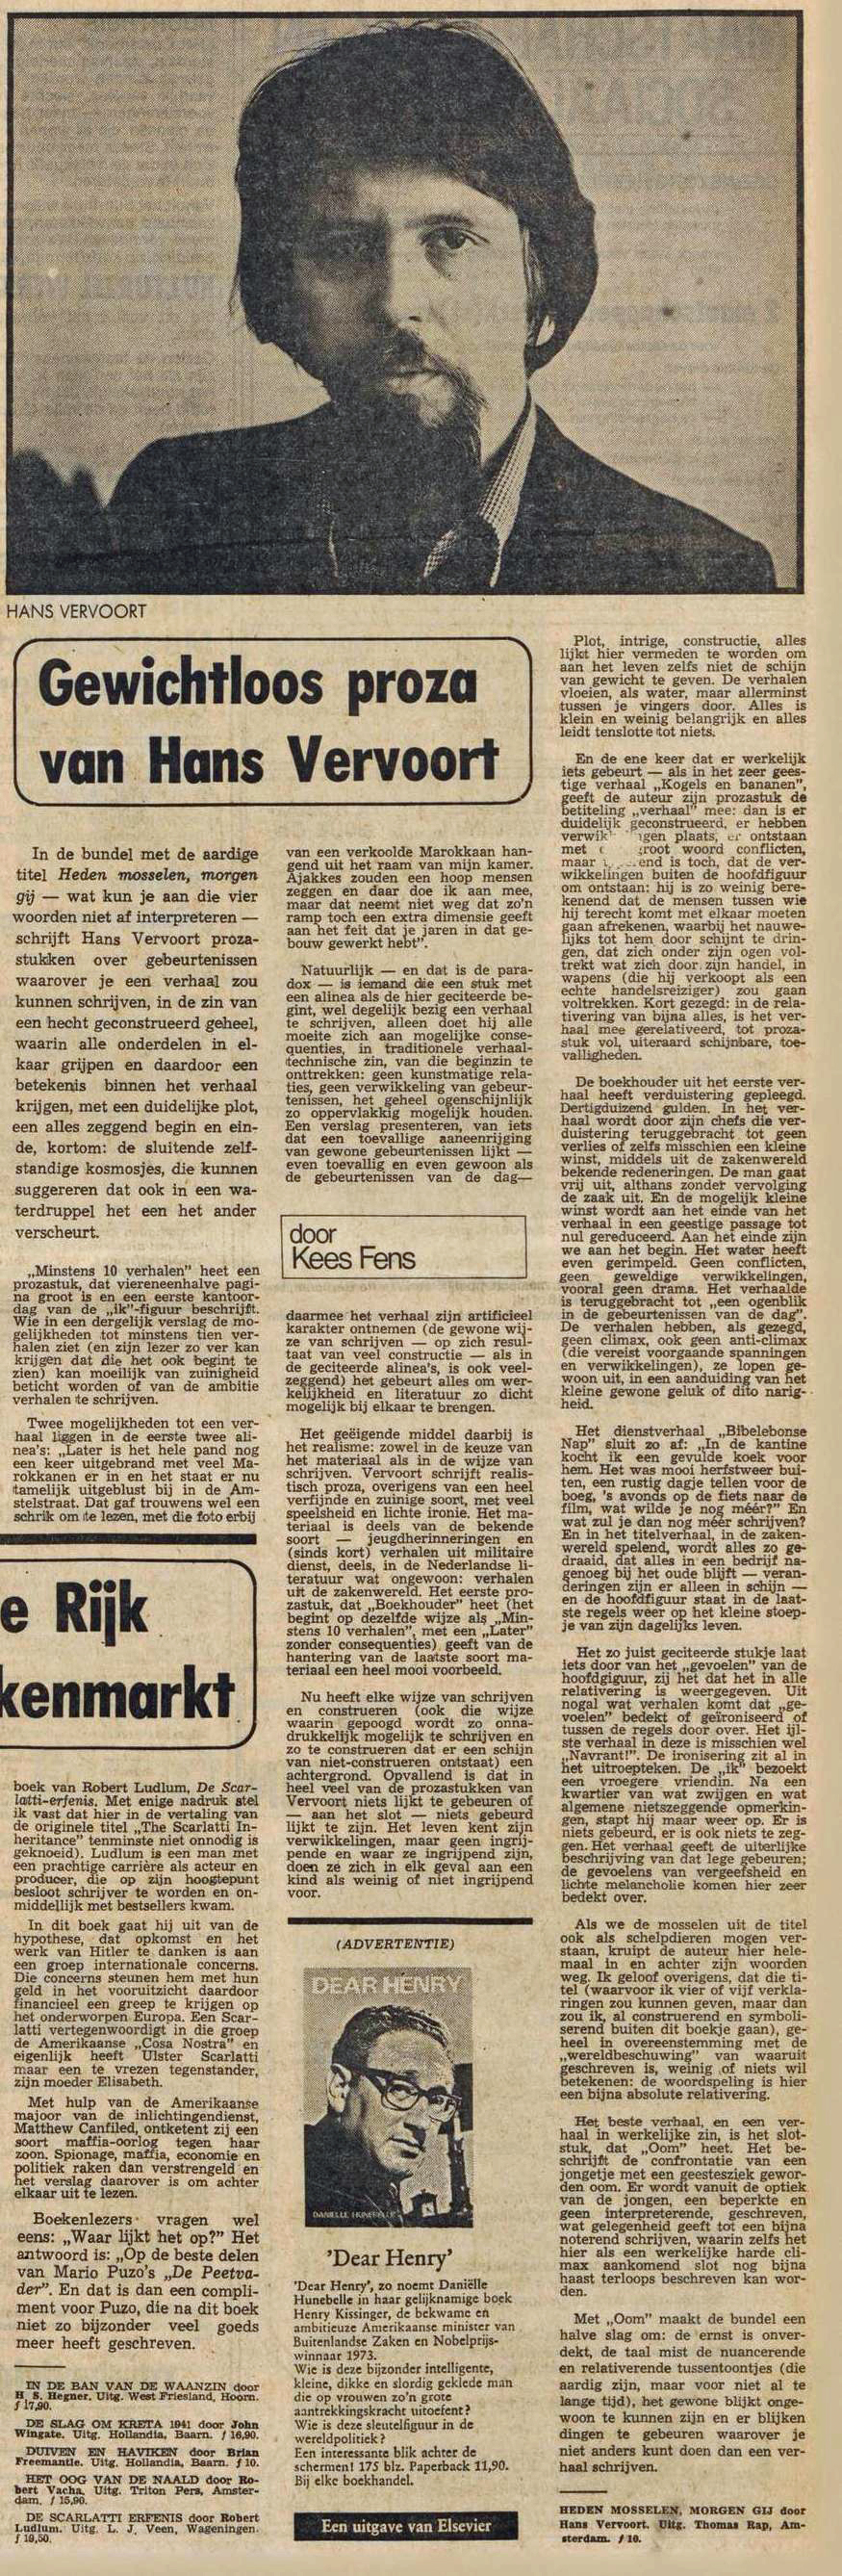 HANS VERVOORT
Gewichtloos proza
van Hans Vervoort
In de bundel met de aardige
titel Heden mosselen, morgen
gij — wat kun je aan die vier
woorden niet af interpreteren —
schrijft Hans Vervoort proza-
stukken over gebeurtenissen
waarover je een verhaal zou
kunnen schrijven, in de zin van
een hecht geconstrueerd geheel,
waarin alle onderdelen in el-
kaar grijpen en daardoor een
betekenis binnen het verhaal
krijgen, met een duidelijke plot,
een alles zeggend begin en ein-
de, kortom: de sluitende zelf-
standige kosmosjes, die kunnen
suggereren dat ook in een wa-
terdruppel het een het ander
verscheurt.
„Minstens 10 verhalen” heet een
prozastuk, dat viereneenhalve pagi-
na groot is en een eerste kantoor-
dag van de „ik”-figuur beschrijft.
Wie in een dergelijk verslag de mo-
gelijkheden tot minstens tien ver-
halen ziet (en zijn lezer zo ver kan
krijgen dat die het ook begint te
zien) kan moeilijk van zuinigheid
beticht worden of van de ambitie
verhalen te schrijven.
Twee mogelijkheden tot een ver-
haal liggen in de eerste twee ali-
nea's: „Later is het hele pand nog
een keer uitgebrand met veel Ma-
rokkanen er in en het staat er nu
tamelijk uitgeblust bij in de Am-
stelstraat. Dat gaf trouwens wel een
schrik om te lezen, met die foto erbij
van een verkoolde Marokkaan han-
gend uit het raam van mijn kamer.
Ajakkes zouden een hoop mensen
zeggen en daar doe ik aan mee,
maar dat neemt niet weg dat zo'n
ramp toch een extra dimensie geeft
aan het feit dat je jaren in dat ge-
bouw gewerkt hebt”.
Natuurlijk — en dat is de para-
dox — is iemand die een stuk met
een alinea als de hier geciteerde be-
gint, wel degelijk bezig een verhaal
te schrijven, alleen doet hij alle
moeite zich aan mogelijke conse-
quenties, in traditionele verhaal-
technische zin, van die beginzin te
onttrekken: geen kunstmatige rela-
ties, geen verwikkeling van gebeur-
tenissen, het geheel ogenschijnlijk
zo oppervlakkig mogelijk houden.
Een verslag presenteren, van iets
dat een toevallige aaneenrijging
van gewone gebeurtenissen lijkt —
even toevallig en even gewoon als
de gebeurtenissen van de dag—
door
Kees Fens
daarmee het verhaal zijn artificieel
karakter ontnemen (de gewone wij-
ze van schrijven — op zich resul-
taat van veel constructie — als in
de geciteerde alinea's, is ook veel-
zeggend) het gebeurt alles om wer-
kelijkheid en literatuur zo dicht
mogelijk bij elkaar te brengen.
Het geëigende middel daarbij is
het realisme: zowel in de keuze van
het materiaal als in de wijze van
schrijven. Vervoort schrijft realis-
tisch proza, overigens van een heel
verfijnde en zuinige soort, met veel
speelsheid en lichte ironie. Het ma-
teriaal is deels van de bekende
soort — jeugdherinneringen en
(sinds kort) verhalen uit militaire
dienst, deels, in de Nederlandse li-
teratuur wat ongewoon: verhalen
uit de zakenwereld. Het eerste pro-
zastuk, dat „Boekhouder” heet (het
begint op dezelfde wijze als „Min-
stens 10 verhalen”, met een „Later”
zonder consequenties) geeft van de
hantering van de laatste soort ma-
teriaal een heel mooi voorbeeld.
Nu heeft elke wijze van schrijven
en construeren (ook die wijze
waarin gepoogd wordt zo onna-
drukkelijk mogelijk te schrijven en
zo te construeren dat er een schijn
van niet-construeren ontstaat) een
achtergrond. Opvallend is dat in
heel veel van de prozastukken van
Vervoort niets lijkt te gebeuren of
— aan het slot — niets gebeurd
lijkt te zijn. Het leven kent zijn
verwikkelingen, maar geen ingrij-
pende en waar ze ingrijpend zijn,
doen ze zich in elk geval aan een
kind als weinig of niet ingrijpend
voor.
Plot, intrige, constructie, alles
lijkt hier vermeden te worden om
aan het leven zelfs niet de schijn
van gewicht te geven. De verhalen
vloeien, als water, maar allerminst
tussen je vingers door. Alles is
klein en weinig belangrijk en alles
leidt tenslotte tot niets.
En de ene keer dat er werkelijk
iets gebeurt — als in het zeer gees-
tige verhaal „Kogels en bananen”,
geeft de auteur zijn prozastuk de
betiteling „verhaal” mee: dan is er
duidelijk geconstrueerd, er hebben
plaats, er ontstaan
met woord conflicten,
maar is toch, dat de ver-
wikkelingen buiten de hoofdfiguur
om ontstaan: hij is zo weinig bere-
kenend dat de mensen tussen wie
hij terecht komt met elkaar moeten
gaan afrekenen, waarbij het nauwe-
lijks tot hem door schijnt te drin-
gen, dat zich onder zijn ogen vol-
trekt wat zich door zijn handel, in
wapens (die hij verkoopt als een
echte handelsreiziger) zou gaan
voltrekken. Kort gezegd: in de rela-
tivering van bijna alles, is het ver-
haal mee gerelativeerd, tot proza-
stuk vol, uiteraard schijnbare, toe-
valligheden.
De boekhouder uit het eerste ver-
haal heeft verduistering gepleegd.
Dertigduizend gulden. In het ver-
haal wordt door zijn chefs die ver-
duistering teruggebracht tot geen
verlies of zelfs misschien een kleine
winst, middels uit de zakenwereld
bekende redeneringen. De man gaat
vrij uit, althans zonder vervolging
de zaak uit. En de mogelijk kleine
winst wordt aan het einde van het
verhaal in een geestige passage tot
nul gereduceerd. Aan het einde zijn
we aan het begin. Het water heeft
even gerimpeld. Geen conflicten,
geen geweldige verwikkelingen,
vooral geen drama. Het verhaalde
is teruggebracht tot „een ogenblik
in de gebeurtenissen van de dag”.
De verhalen hebben, als gezegd,
geen climax, ook geen anti-climax
(die vereist voorgaande spanningen
en verwikkelingen), ze lopen ge-
woon uit, in een aanduiding van het
kleine gewone geluk of dito narig-
heid.
Het dienstverhaal „Bibelebonse
Nap” sluit zo af: „In de kantine
kocht ik een gevulde koek voor
hem. Het was mooi herfstweer bui-
ten, een rustig dagje tellen voor de
boeg, 's avonds op de fiets naar de
film, wat wilde je nog méér?” En
wat zul je dan nog méér schrijven?
En in het titelverhaal, in de zaken-
wereld spelend, wordt alles zo ge-
draaid, dat alles in een bedrijf na-
genoeg bij het oude blijft — veran-
deringen zijn er alleen in schijn —
en de hoofdfiguur staat in de laat-
ste regels weer op het kleine stoep-
je van zijn dagelijks leven.
Het zo juist geciteerde stukje laat
iets door van het „gevoelen” van de
hoofdgiguur, zij het dat het in alle
relativering is weergegeven. Uit
nogal wat verhalen komt dat „ge-
voelen” bedekt of geïroniseerd of
tussen de regels door over. Het ijl-
ste verhaal in deze is misschien wel
„Navrant!”. De ironisering zit al in
het uitroepteken. De „ik” bezoekt
een vroegere vriendin. Na een
kwartier van wat zwijgen en wat
algemene nietszeggende opmerkin-
gen, stapt hij maar weer op. Er is
niets gebeurd, er is ook niets te zeg-
gen. Het verhaal geeft de uiterlijke
beschrijving van dat lege gebeuren;
de gevoelens van vergeefsheid en
lichte melancholie komen hier zeer
bedekt over.
Als we de mosselen uit de titel
ook als schelpdieren mogen ver-
staan, kruipt de auteur hier hele-
maal in en achter zijn woorden
weg. Ik geloof overigens, dat die ti-
tel (waarvoor ik vier of vijf verkla-
ringen zou kunnen geven, maar dan
zou ik, al construerend en symboli-
serend buiten dit boekje gaan), ge-
heel in overeenstemming met de
„wereldbeschuwing” van waaruit
geschreven is, weinig of niets wil
betekenen: de woordspeling is hier
een bijna absolute relativering.
Het beste verhaal, en een ver-
haal in werkelijke zin, is het slot-
stuk, dat „Oom” heet. Het be-
schrijft de confrontatie van een
jongetje met een geestesziek gewor-
den oom. Er wordt vanuit de optiek
van de jongen, een beperkte en
geen interpreterende, geschreven,
wat gelegenheid geeft tot een bijna
noterend schrijven, waarin zelfs het
hier als een werkelijke harde cli-
max aankomend slot nog bijna
haast terloops beschreven kan wor-
den.
Met „Oom” maakt de bundel een
halve slag om: de ernst is onver-
dekt, de taal mist de nuancerende
en relativerende tussentoontjes (die
aardig zijn, maar voor niet al te
lange tijd), het gewone blijkt onge-
woon te kunnen zijn en er blijken
dingen te gebeuren waarover je
niet anders kunt doen dan een ver-
haal schrijven.
HEDEN MOSSELEN, MORGEN GIJ door
Hans Vervoort. Uitg. Thomas Rap, Am-
sterdam. ƒ 10.
e Rijk
kenmarkt
boek van Robert Ludlum, De Scar-
latti-erfenis. Met enige nadruk stel
ik vast dat hier in de vertaling van
de originele titel „The Scarlatti In-
heritance” tenminste niet onnodig is
geknoeid). Ludlum is een man met
een prachtige carrière als acteur en
producer, die op zijn hoogtepunt
besloot schrijver te worden en on-
middellijk met bestsellers kwam.
In dit boek gaat hij uit van de
hypothese, dat opkomst en het
werk van Hitler te danken is aan
een groep internationale concerns.
Die concerns steunen hem met hun
geld in het vooruitzicht daardoor
financieel een greep te krijgen op
het onderworpen Europa. Een Scar-
latti vertegenwoordigt in die groep
de Amerikaanse „Cosa Nostra” en
eigenlijk heeft Ulster Scarlatti
maar een te vrezen tegenstander,
zijn moeder Elisabeth.
Met hulp van de Amerikaanse
majoor van de inlichtingendienst,
Matthew Canfiled, ontketent zij een
soort maffia-oorlog tegen haar
zoon. Spionage, maffia, economie en
politiek raken dan verstrengeld en
het verslag daarover is om achter
elkaar uit te lezen.
Boekenlezers vragen wel
eens: „Waar lijkt het op?” Het
antwoord is: „Op de beste delen
van Mario Puzo's „De Peetva-
der”. En dat is dan een compli-
ment voor Puzo, die na dit boek
niet zo bijzonder veel goeds
meer heeft geschreven.
IN DE BAN VAN DE WAANZIN door
H. S. Hegner. Uitg. West Friesland, Hoorn.
ƒ 17,90.
DE SLAG OM KRETA 1941 door John
Wingate. Uitg. Hollandia, Baarn. ƒ 16,90.
DUIVEN EN HAVIKEN door Brian
Freemantle. Uitg. Hollandia, Baarn. ƒ 10.
HET OOG VAN DE NAALD door Ro-
bert Vacha. Uitg. Triton Pers, Amster-
dam. ƒ 15,90.
DE SCARLATTI ERFENIS door Robert
Ludlum. Uitg. L. J. Veen, Wageningen.
ƒ 19,50.
(ADVERTENTIE)
DEAR HENRY
DANIELLE HUNEBELLE
'Dear Henry'
'Dear Henry', zo noemt Daniëlle
Hunebelle in haar gelijknamige boek
Henry Kissinger, de bekwame en
ambitieuze Amerikaanse minister van
Buitenlandse Zaken en Nobelprijs-
winnaar 1973.
Wie is deze bijzonder intelligente,
kleine, dikke en slordig geklede man
die op vrouwen zo'n grote
aantrekkingskracht uitoefent?
Wie is deze sleutelfiguur in de
wereldpolitiek?
Een interessante blik achter de
schermen! 175 blz. Paperback 11,90.
Bij elke boekhandel.
Een uitgave van Elsevier